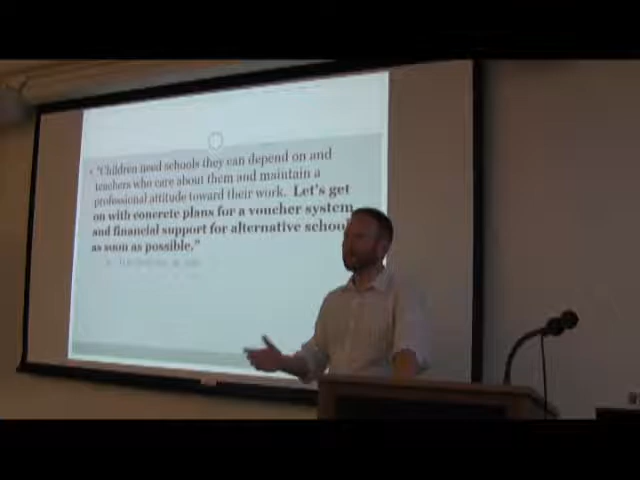 "Children need schools they can depend on and
teachers who care about them and maintain a
professional attitude toward their work. Let's get
on with concrete plans for a voucher system
and financial support for alternative school
as soon as possible."